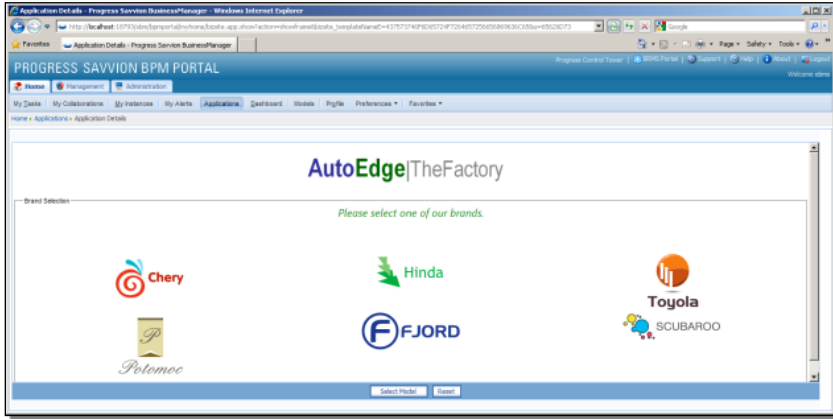 Application Details - Progress Savvion BusinessManager - Windows Internet Explorer
Google
Favorites Application Details - Progress Savvion BusinessManager
Page Safety Tools
PROGRESS SAVVION BPM PORTAL
Progress Control Tower | BRMS Portal | Support | Help | About | Logout
Welcome ebms
Home Management Administration
My Tasks My Collaborations My Instances My Alerts Applications Dashboard Models Profile Preferences Favorites
Home › Applications › Application Details
AutoEdge|TheFactory
Brand Selection
Please select one of our brands.
Chery
Hinda
Toyola
P
Potomoc
F FJORD
SCUBAROO
Select Model Reset